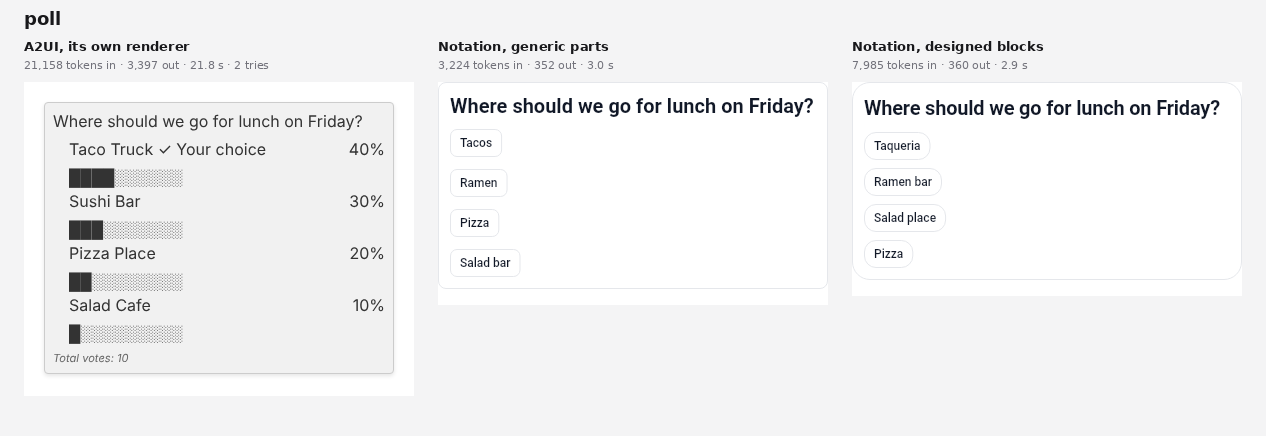 poll
A2UI, its own renderer
21,158 tokens in · 3,397 out · 21.8 s · 2 tries
Where should we go for lunch on Friday?
Taco Truck ✓ Your choice 40%
████░░░░░░
Sushi Bar 30%
███░░░░░░░
Pizza Place 20%
██░░░░░░░░
Salad Cafe 10%
█░░░░░░░░░
Total votes: 10
Notation, generic parts
3,224 tokens in · 352 out · 3.0 s
Where should we go for lunch on Friday?
Tacos
Ramen
Pizza
Salad bar
Notation, designed blocks
7,985 tokens in · 360 out · 2.9 s
Where should we go for lunch on Friday?
Taqueria
Ramen bar
Salad place
Pizza